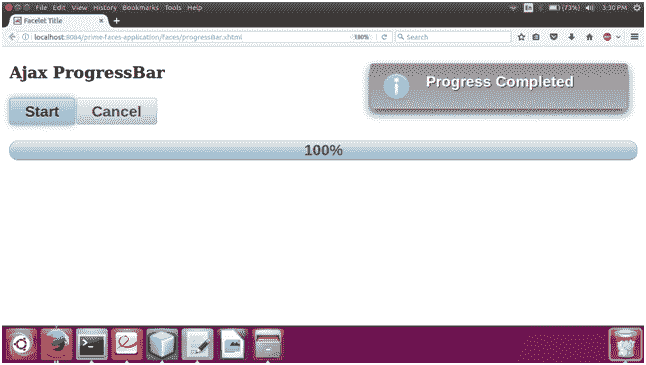 File Edit View History Bookmarks Tools Help
En
(73%)
3:30 PM
Facelet Title
localhost:8084/prime-faces-application/faces/progressBar.xhtml
180%
Search
Ajax ProgressBar
Progress Completed
Start
Cancel
100%